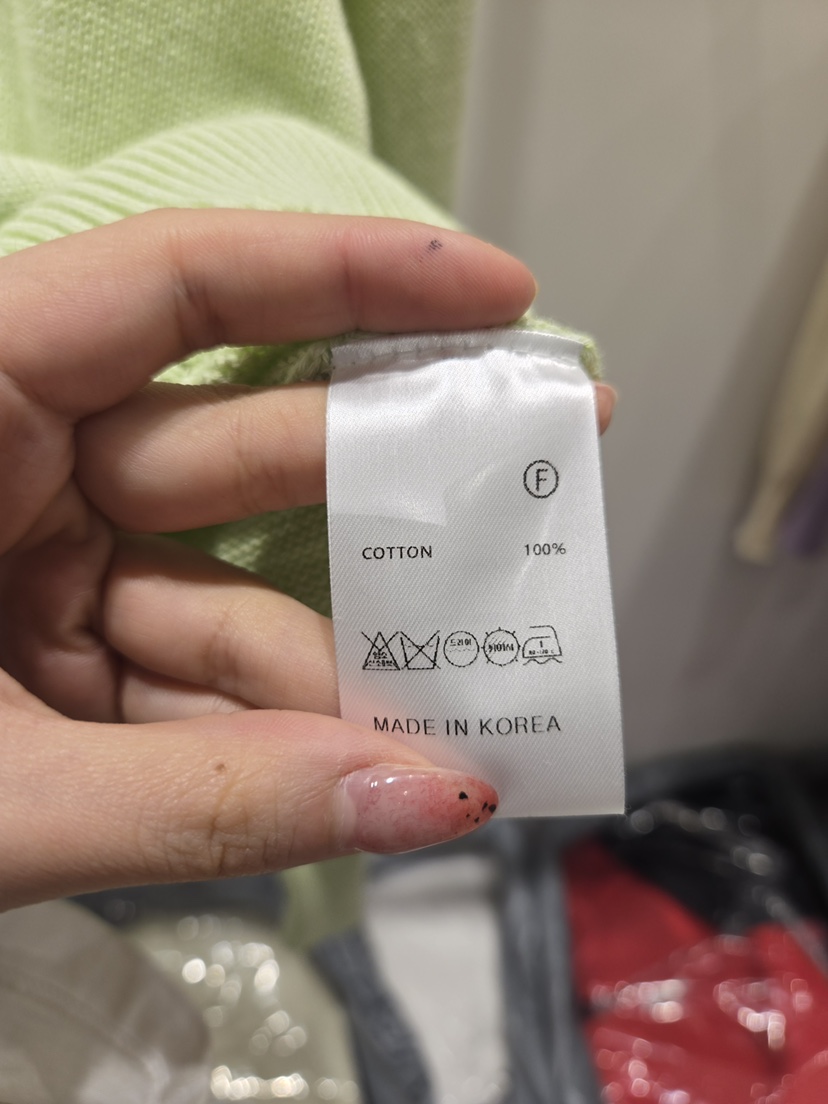 F
COTTON 100%
드라이
MADE IN KOREA